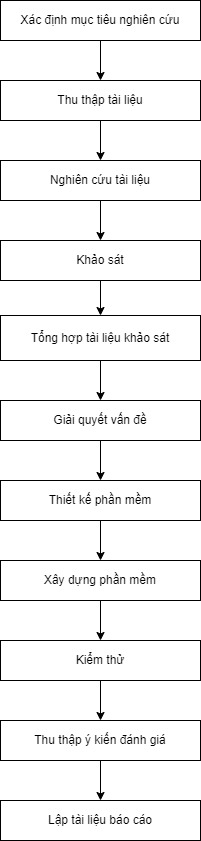 Xác định mục tiêu nghiên cứu
Thu thập tài liệu
Nghiên cứu tài liệu
Khảo sát
Tổng hợp tài liệu khảo sát
Giải quyết vấn đề
Thiết kế phần mềm
Xây dựng phần mềm
Kiểm thử
Thu thập ý kiến đánh giá
Lập tài liệu báo cáo